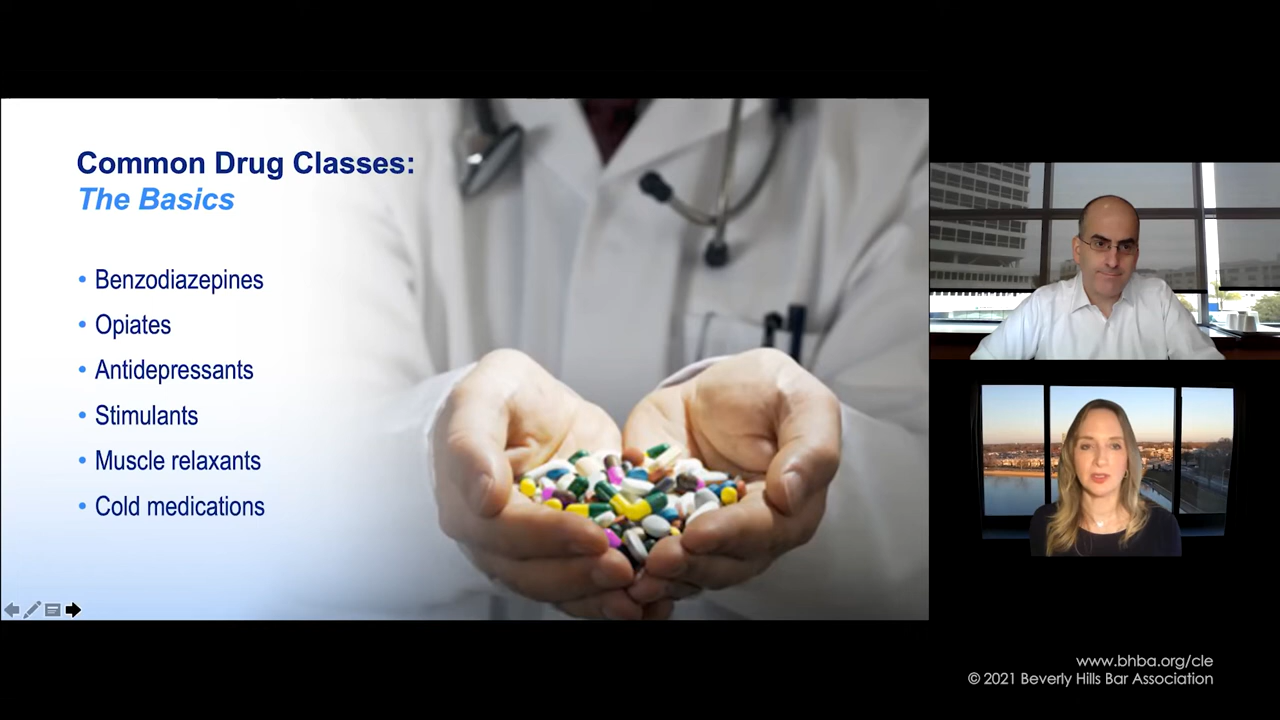 Common Drug Classes:
The Basics
• Benzodiazepines
• Opiates
• Antidepressants
• Stimulants
• Muscle relaxants
• Cold medications
www.bhba.org/cle
© 2021 Beverly Hills Bar Association